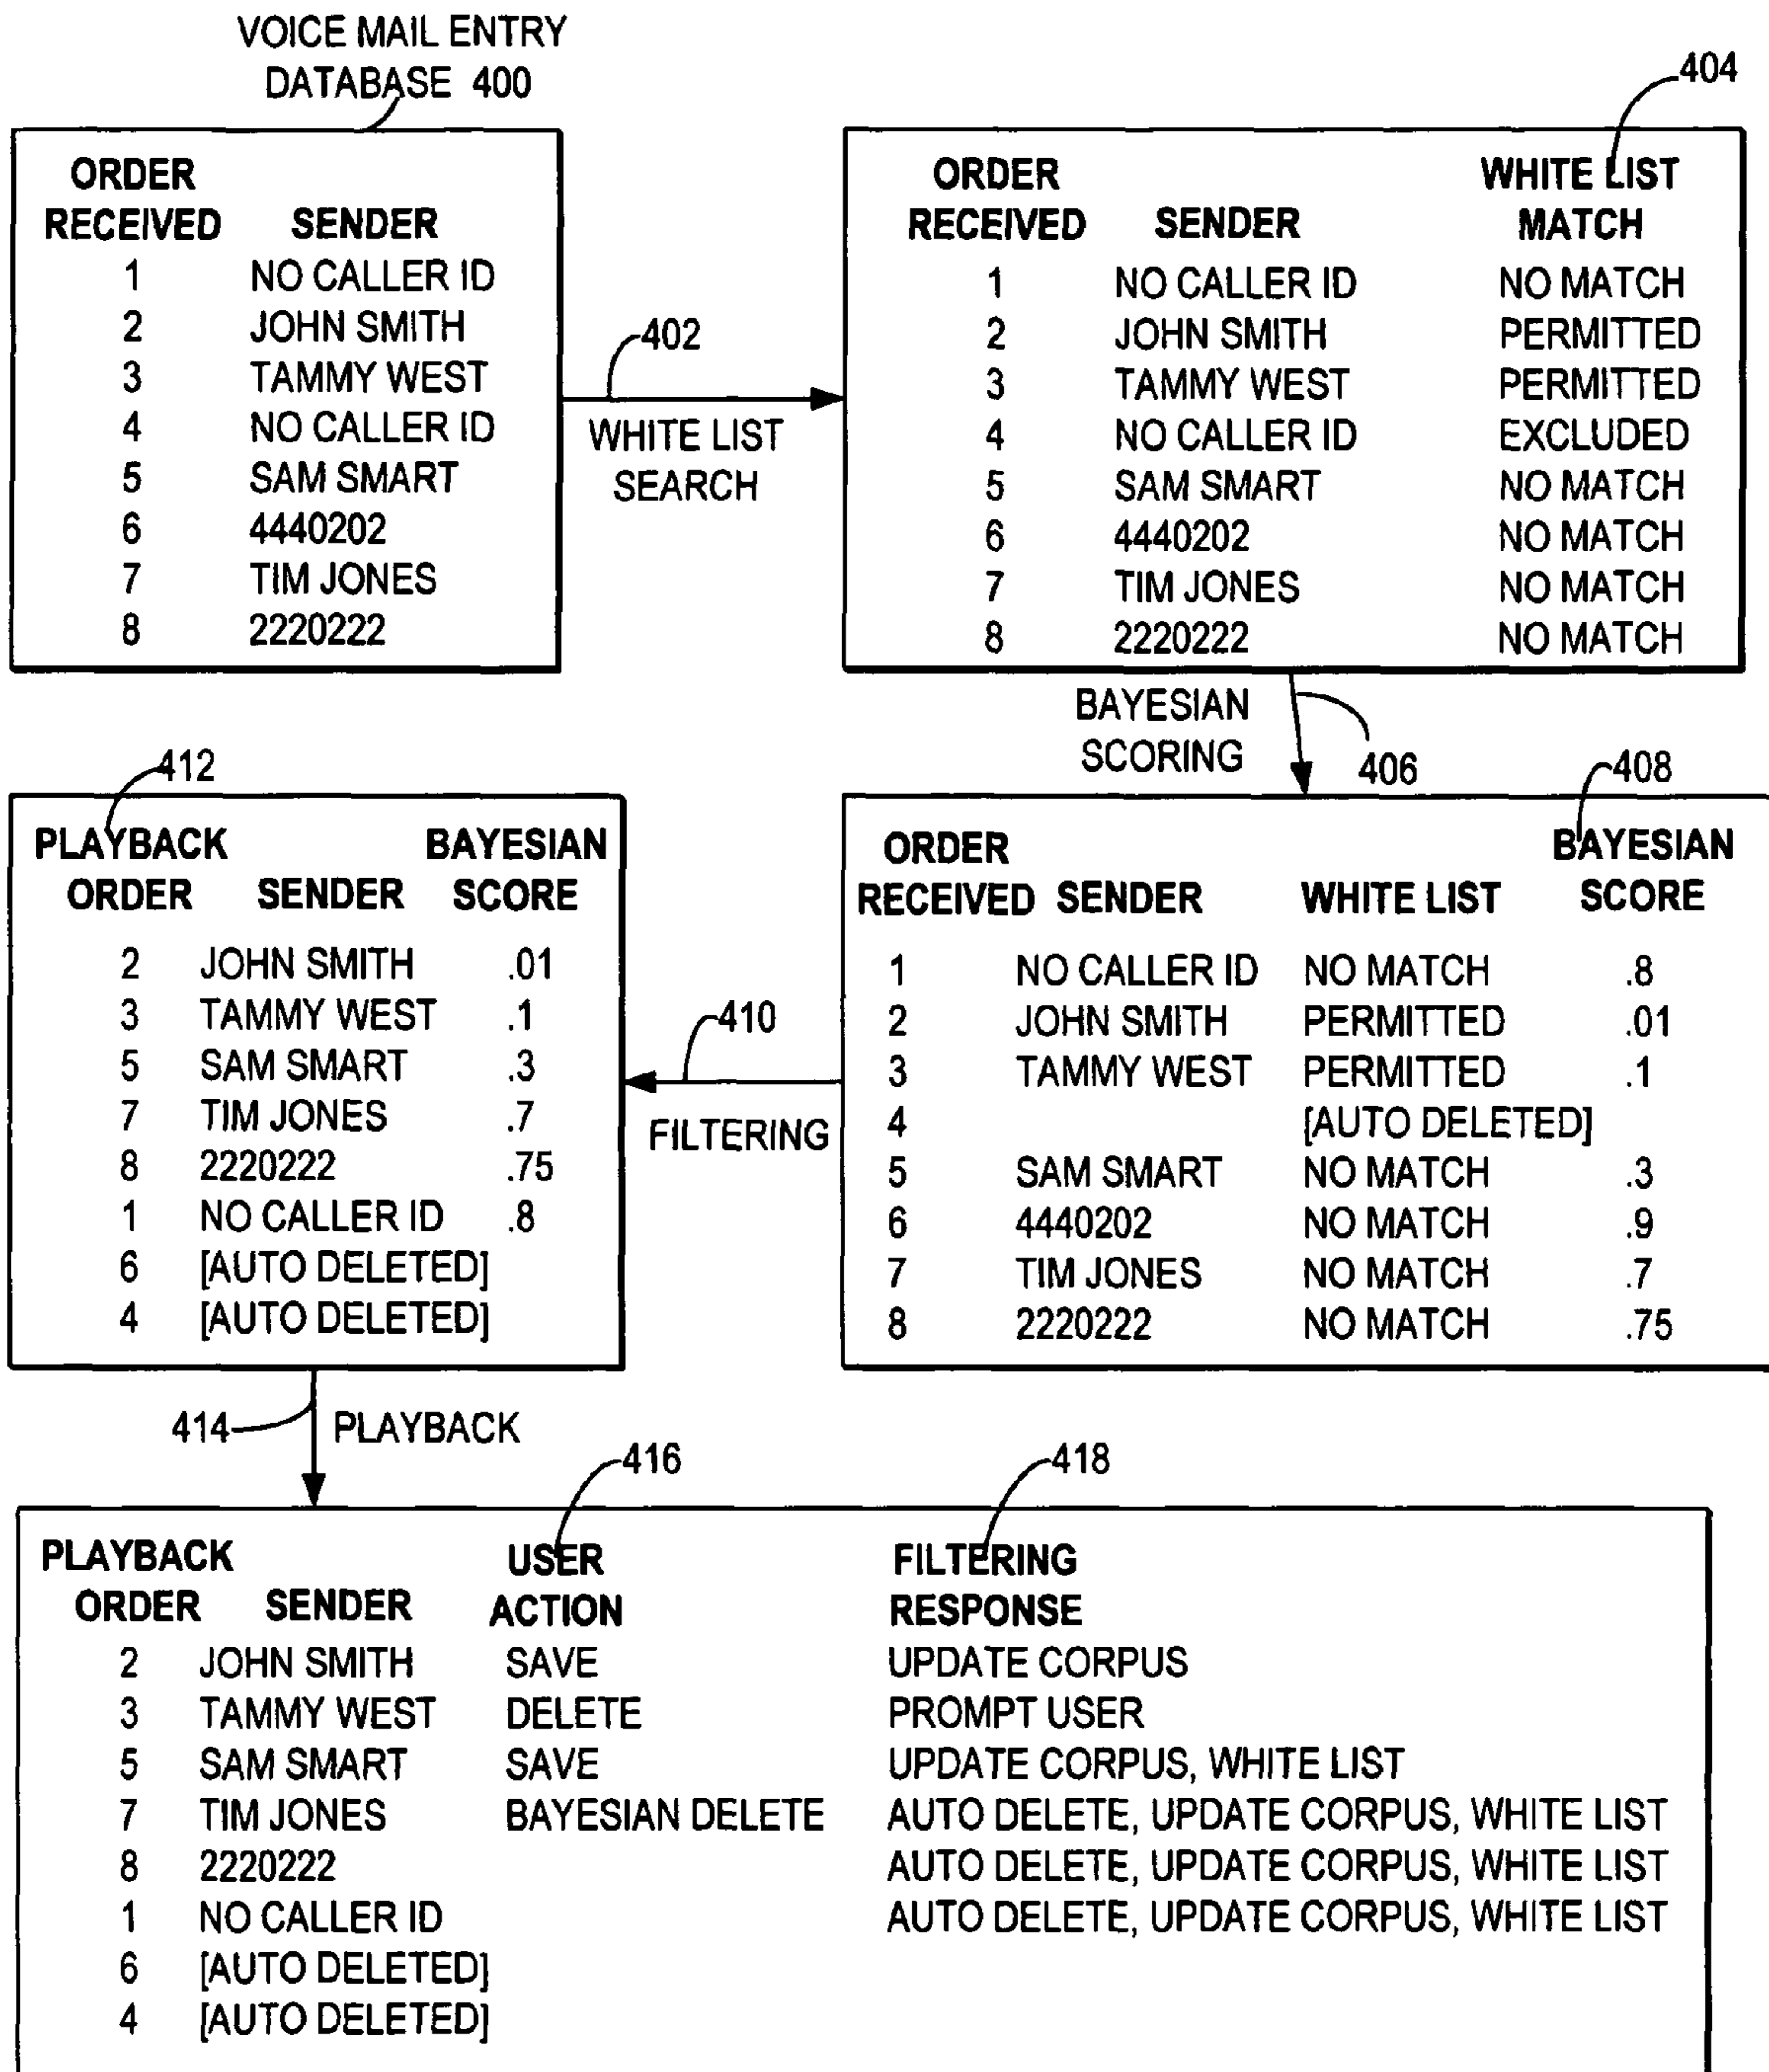 VOICE MAIL ENTRY
DATABASE 400
ORDER
RECEIVED SENDER
1 NO CALLER ID
2 JOHN SMITH
3 TAMMY WEST
4 NO CALLER ID
5 SAM SMART
6 4440202
7 TIM JONES
8 2220222
402
WHITE LIST
SEARCH
404
ORDER WHITE LIST
RECEIVED SENDER MATCH
1 NO CALLER ID NO MATCH
2 JOHN SMITH PERMITTED
3 TAMMY WEST PERMITTED
4 NO CALLER ID EXCLUDED
5 SAM SMART NO MATCH
6 4440202 NO MATCH
7 TIM JONES NO MATCH
8 2220222 NO MATCH
BAYESIAN
SCORING
406
408
ORDER BAYESIAN
RECEIVED SENDER WHITE LIST SCORE
1 NO CALLER ID NO MATCH .8
2 JOHN SMITH PERMITTED .01
3 TAMMY WEST PERMITTED .1
4 [AUTO DELETED]
5 SAM SMART NO MATCH .3
6 4440202 NO MATCH .9
7 TIM JONES NO MATCH .7
8 2220222 NO MATCH .75
410
FILTERING
412
PLAYBACK BAYESIAN
ORDER SENDER SCORE
2 JOHN SMITH .01
3 TAMMY WEST .1
5 SAM SMART .3
7 TIM JONES .7
8 2220222 .75
1 NO CALLER ID .8
6 [AUTO DELETED]
4 [AUTO DELETED]
414 PLAYBACK
416
418
PLAYBACK USER FILTERING
ORDER SENDER ACTION RESPONSE
2 JOHN SMITH SAVE UPDATE CORPUS
3 TAMMY WEST DELETE PROMPT USER
5 SAM SMART SAVE UPDATE CORPUS, WHITE LIST
7 TIM JONES BAYESIAN DELETE AUTO DELETE, UPDATE CORPUS, WHITE LIST
8 2220222 AUTO DELETE, UPDATE CORPUS, WHITE LIST
1 NO CALLER ID AUTO DELETE, UPDATE CORPUS, WHITE LIST
6 [AUTO DELETED]
4 [AUTO DELETED]